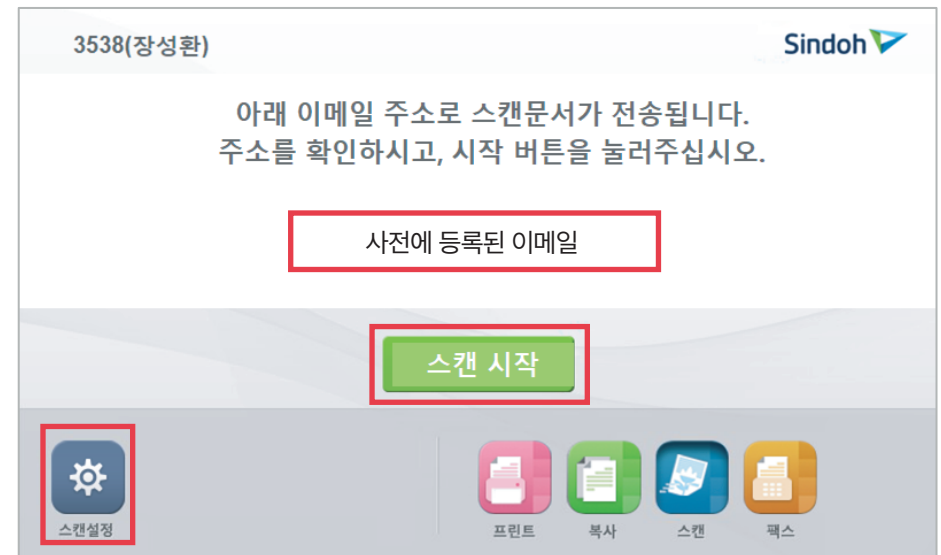 3538(장성환)
Sindoh
아래 이메일 주소로 스캔문서가 전송됩니다.
주소를 확인하시고, 시작 버튼을 눌러주십시오.
사전에 등록된 이메일
스캔 시작
스캔설정
프린트
복사
스캔
팩스